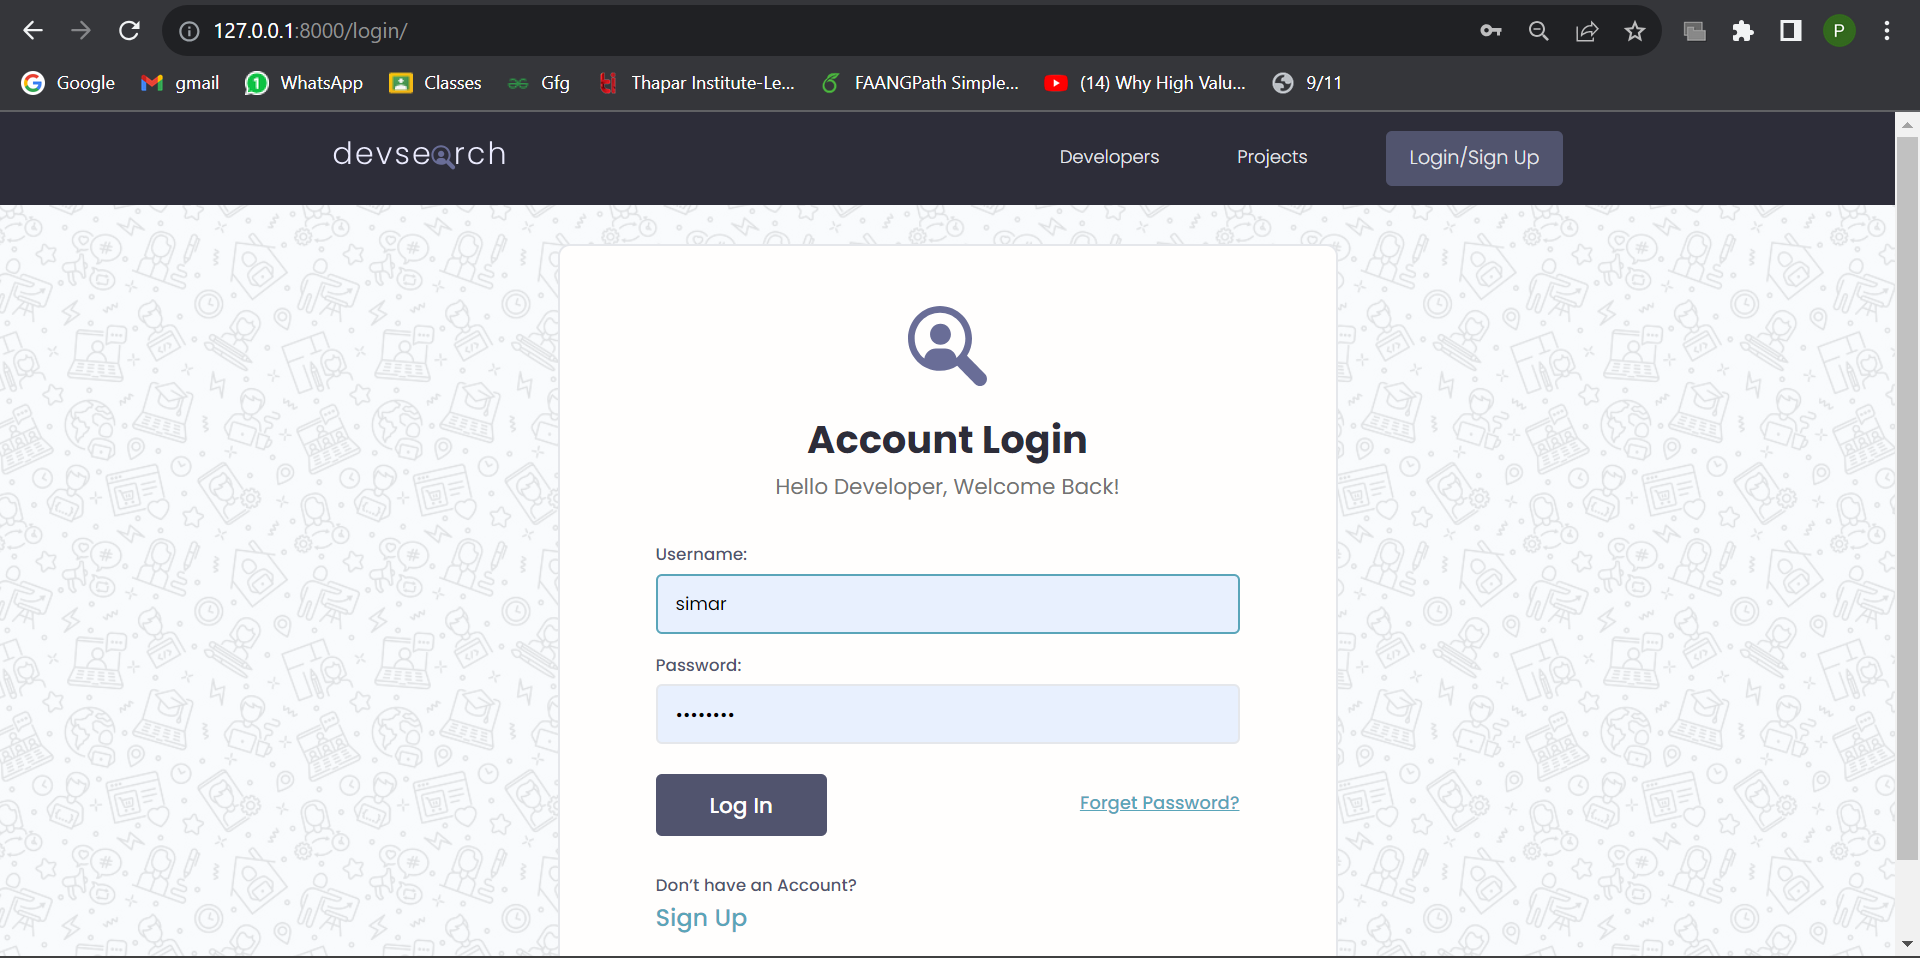 127.0.0.1:8000/login/
P
Google gmail WhatsApp Classes Gfg Thapar Institute-Le... FAANGPath Simple... (14) Why High Valu... 9/11
devsearch Developers Projects Login/Sign Up
Account Login
Hello Developer, Welcome Back!
Username:
simar
Password:
••••••••
Log In Forget Password?
Don’t have an Account?
Sign Up